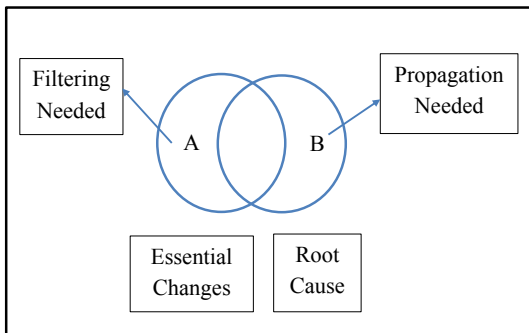 Filtering
Needed
Propagation
Needed
A
B
Essential
Changes
Root
Cause